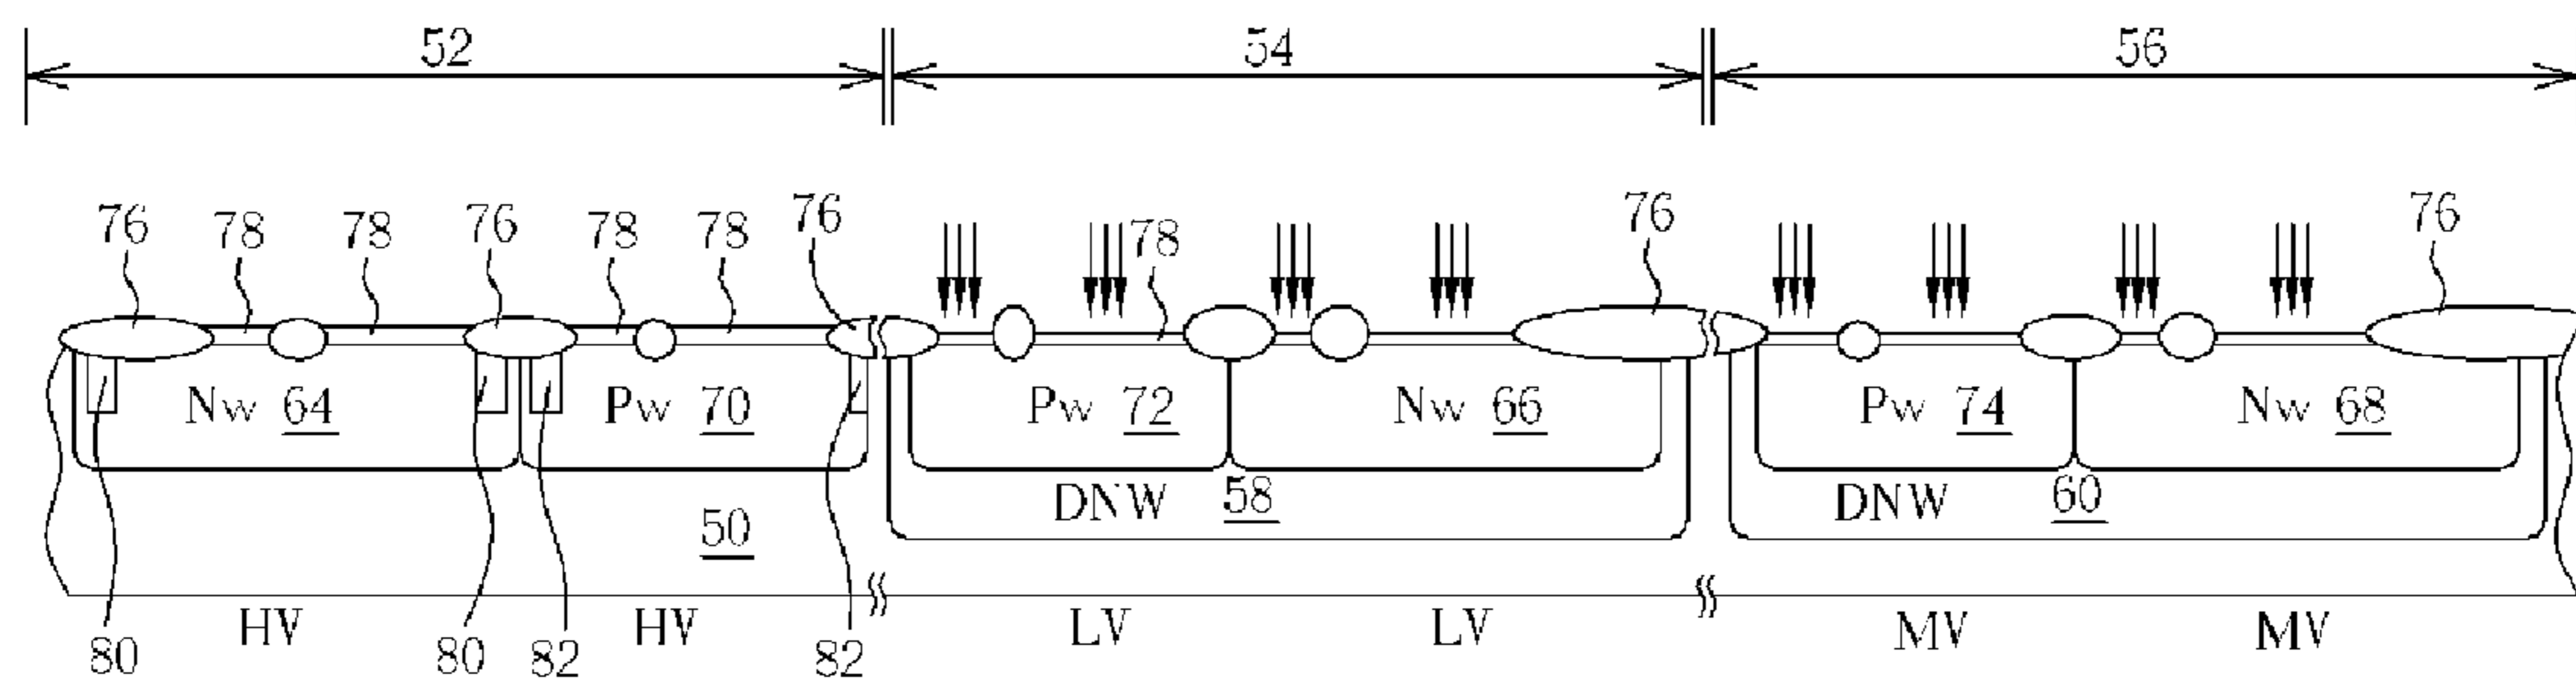 52 54 56
76 78 78 76 78 78 76 78 76 76
Nw 64 Pw 70 Pw 72 Nw 66 Pw 74 Nw 68
50 DNW 58 DNW 60
HV HV LV LV MV MV
80 80 82 82